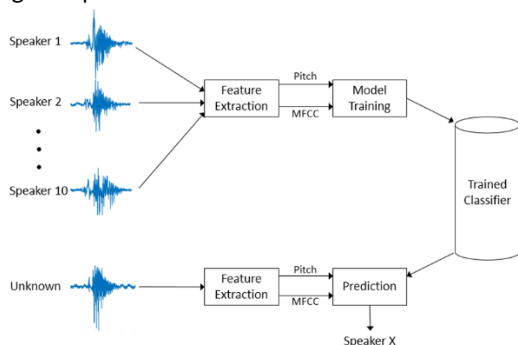 Speaker 1
Speaker 2
Speaker 10
Unknown
Feature
Extraction
Pitch
MFCC
Model
Training
Trained
Classifier
Feature
Extraction
Pitch
MFCC
Prediction
Speaker X